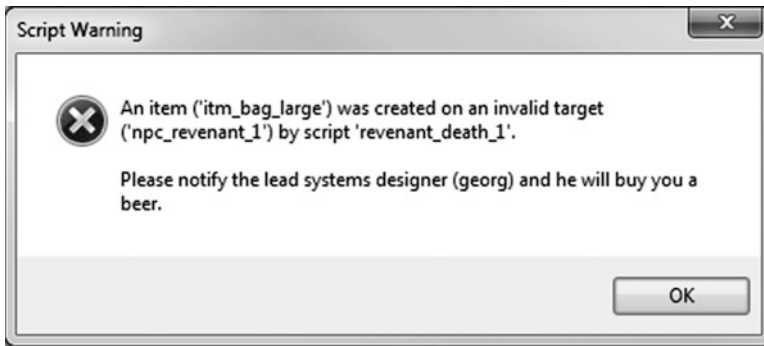 Script Warning
An item ('itm_bag_large') was created on an invalid target
('npc_revenant_1') by script 'revenant_death_1'.
Please notify the lead systems designer (georg) and he will buy you a
beer.
OK